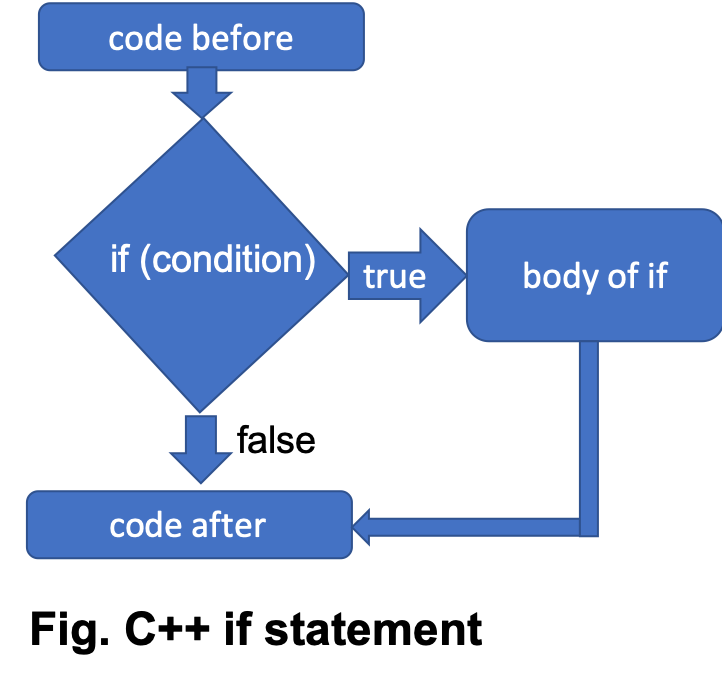 code before
if (condition)
true
body of if
false
code after
Fig. C++ if statement